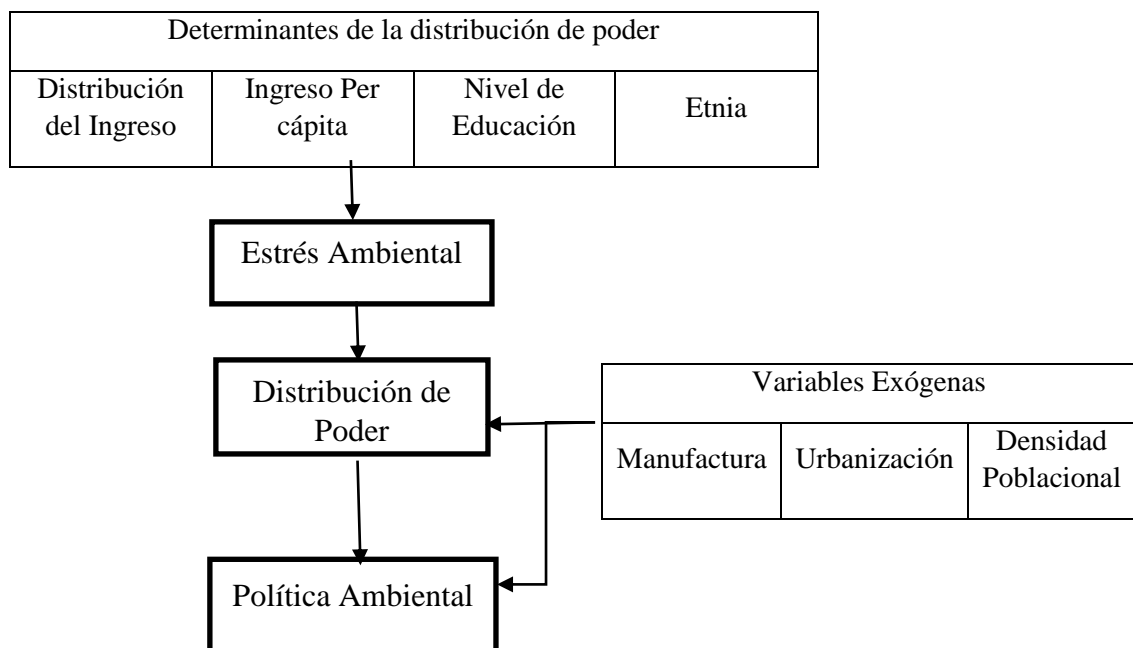 Determinantes de la distribución de poder
Distribución
del Ingreso
Ingreso Per
cápita
Nivel de
Educación
Etnia
Estrés Ambiental
Distribución de
Poder
Variables Exógenas
Manufactura
Urbanización
Densidad
Poblacional
Política Ambiental